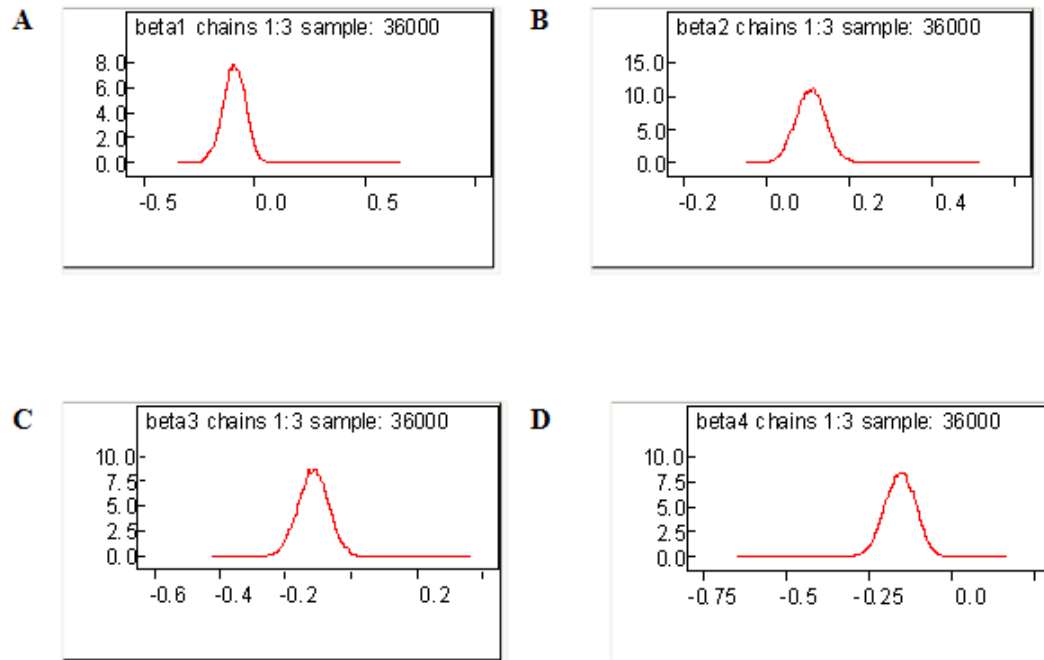 A
beta1 chains 1:3 sample: 36000
8.0
6.0
4.0
2.0
0.0
-0.5 0.0 0.5
B
beta2 chains 1:3 sample: 36000
15.0
10.0
5.0
0.0
-0.2 0.0 0.2 0.4
C
beta3 chains 1:3 sample: 36000
10.0
7.5
5.0
2.5
0.0
-0.6 -0.4 -0.2 0.2
D
beta4 chains 1:3 sample: 36000
10.0
7.5
5.0
2.5
0.0
-0.75 -0.5 -0.25 0.0